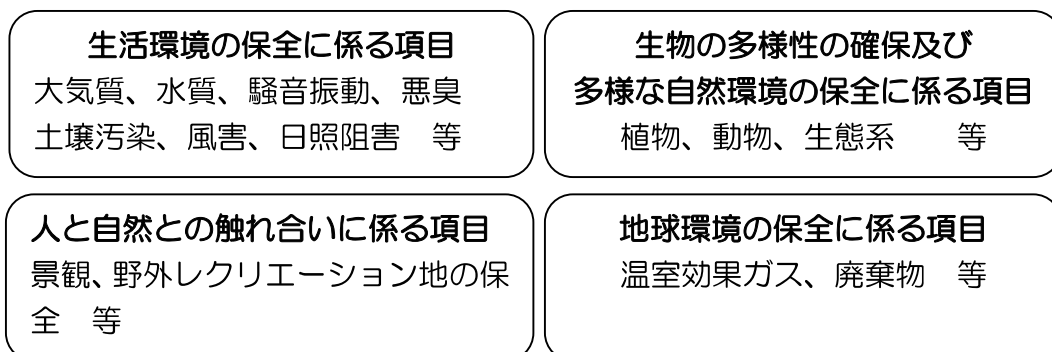 生活環境の保全に係る項目
大気質、水質、騒音振動、悪臭
土壌汚染、風害、日照阻害　等
生物の多様性の確保及び
多様な自然環境の保全に係る項目
植物、動物、生態系　　等
人と自然との触れ合いに係る項目
景観、野外レクリエーション地の保
全　等
地球環境の保全に係る項目
温室効果ガス、廃棄物　等